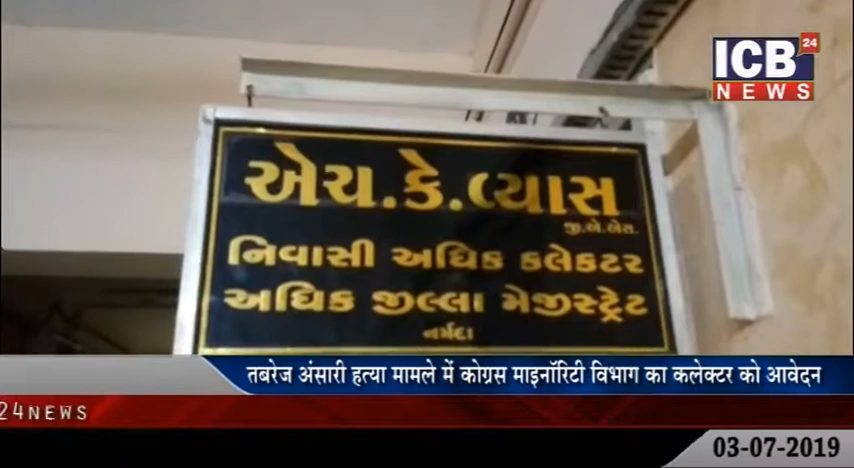 ICB 24
NEWS
એચ.કે.વ્યાસ
જી.એ.એસ.
નિવાસી અધિક કલેકટર
અધિક જીલ્લા મેજીસ્ટ્રેટ
નર્મદા
तबरेज अंसारी हत्या मामले में कोग्रस माइनॉरिटी विभाग का कलेक्टर को आवेदन
24NEWS
03-07-2019